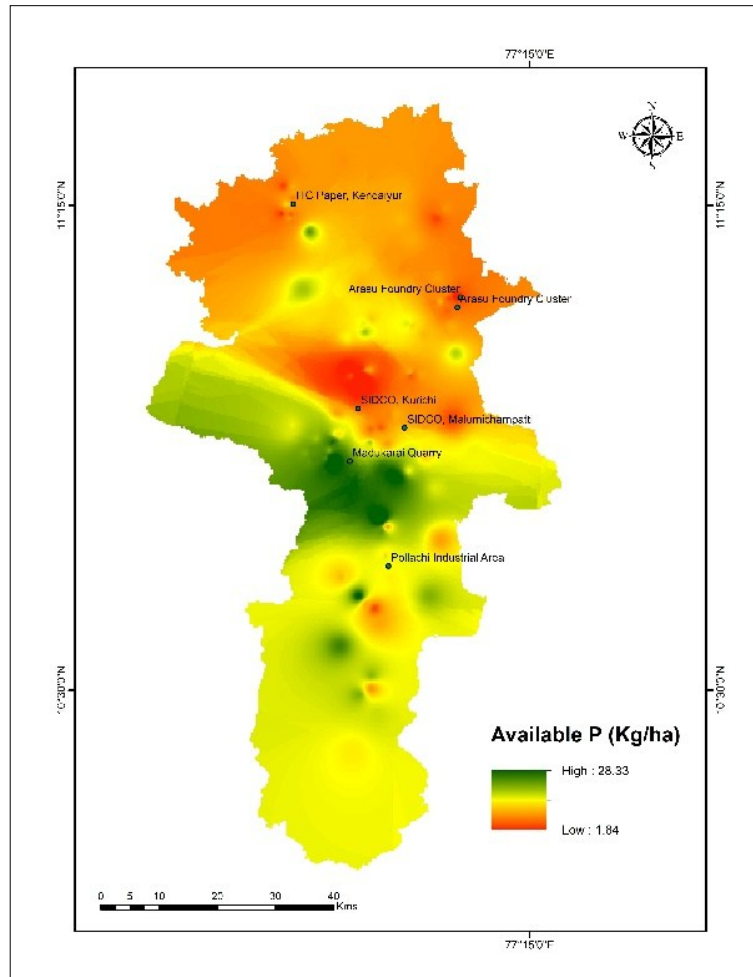 77°15'0"E
N
W E
S
11°15'0"N
11°15'0"N
ITC Paper, Kendaiyur
Arasu Foundry Cluster
Arasu Foundry Cluster
SIDCO, Kurichi
SIDCO, Malumichampatt
Madukarai Quarry
Pollachi Industrial Area
10°30'0"N
10°30'0"N
Available P (Kg/ha)
High : 28.33
Low : 1.84
0 5 10 20 30 40
Kms
77°15'0"E